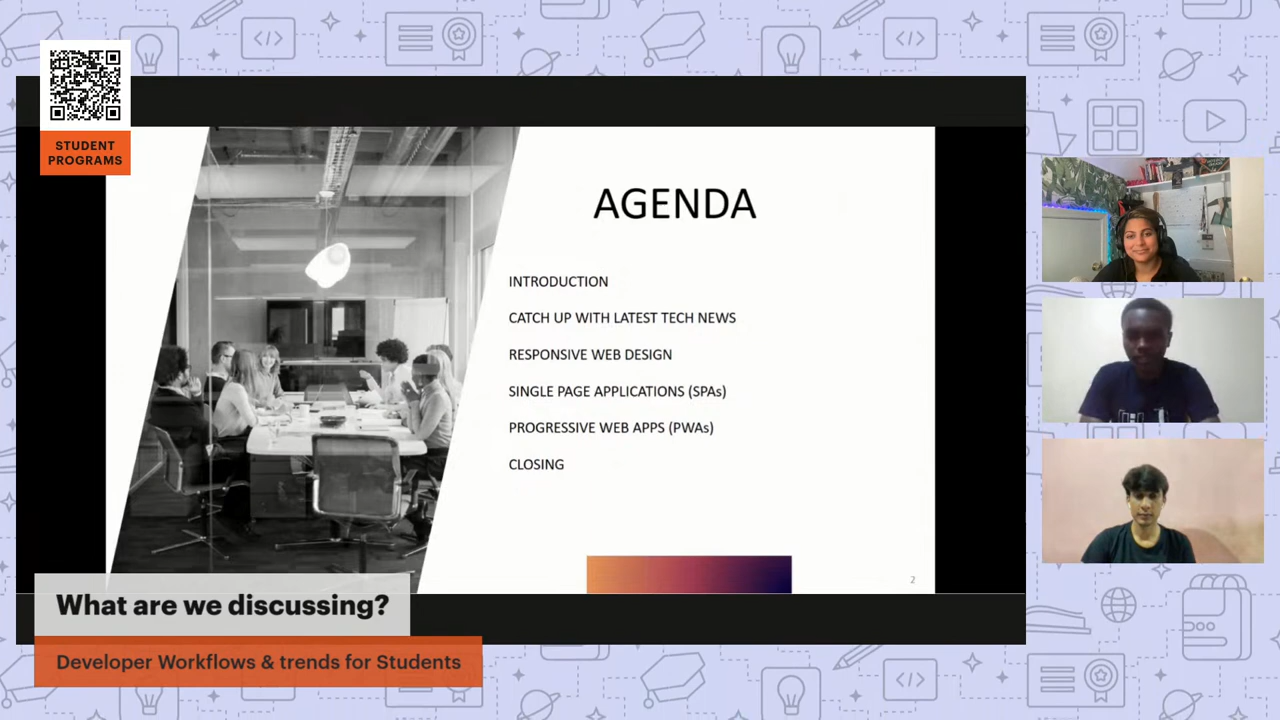 STUDENT
PROGRAMS
AGENDA
INTRODUCTION
CATCH UP WITH LATEST TECH NEWS
RESPONSIVE WEB DESIGN
SINGLE PAGE APPLICATIONS (SPAs)
PROGRESSIVE WEB APPS (PWAs)
CLOSING
2
What are we discussing?
Developer Workflows & trends for Students